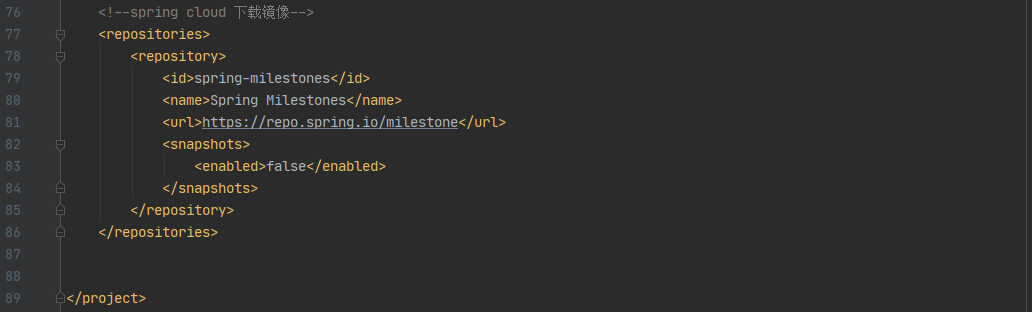 76 <!--spring cloud 下载镜像-->
77 <repositories>
78 <repository>
79 <id>spring-milestones</id>
80 <name>Spring Milestones</name>
81 <url>https://repo.spring.io/milestone</url>
82 <snapshots>
83 <enabled>false</enabled>
84 </snapshots>
85 </repository>
86 </repositories>
87
88
89 </project>